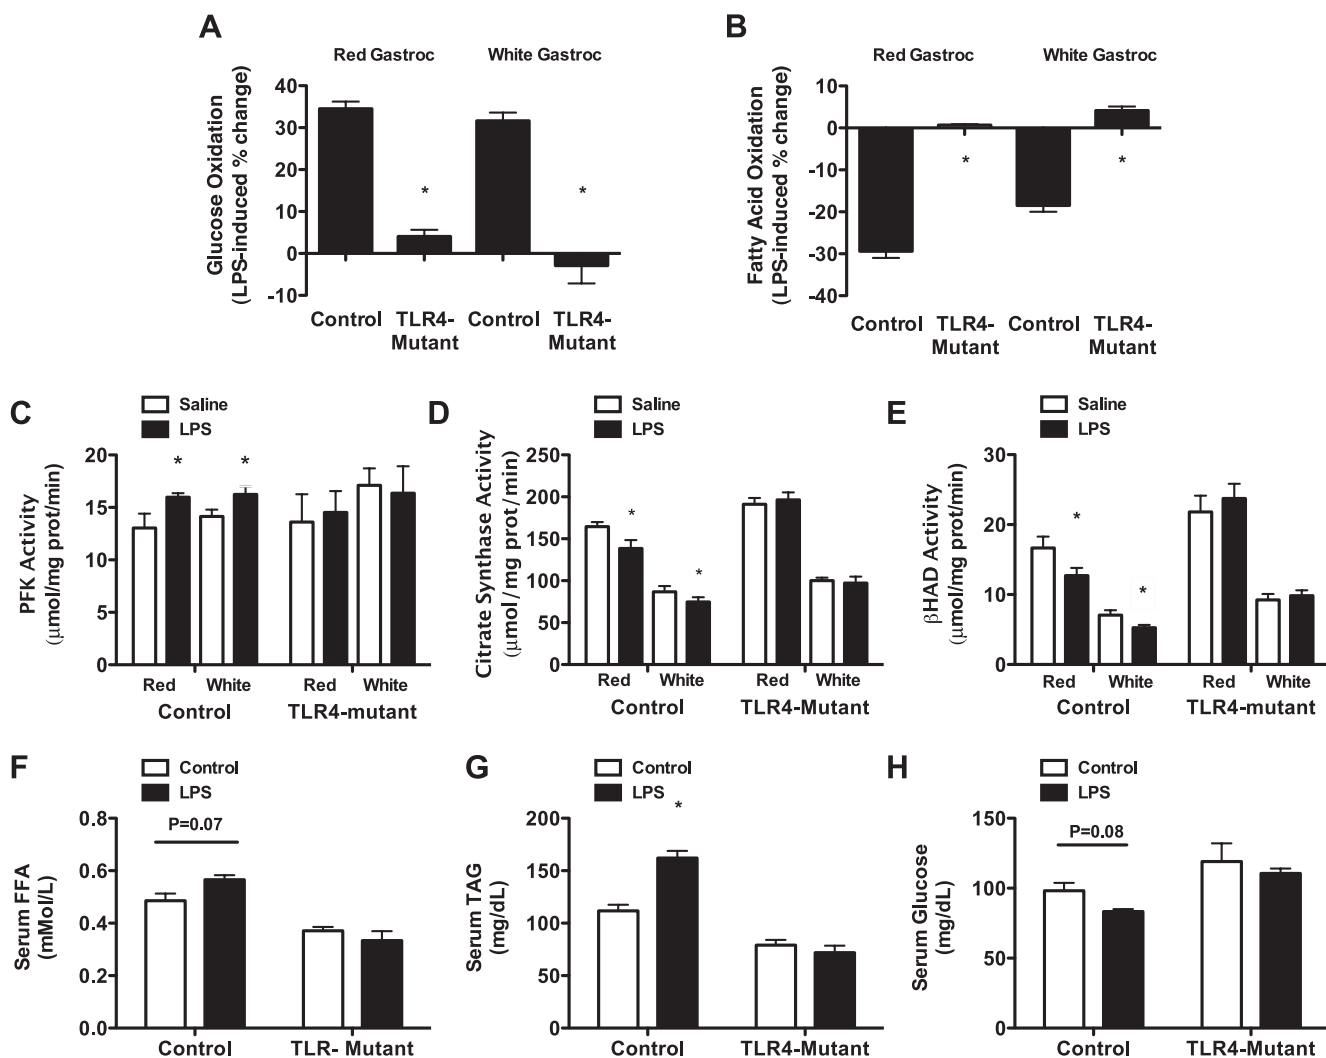 A
Red Gastroc
White Gastroc
Glucose Oxidation
(LPS-induced % change)
40
30
20
10
0
-10
Control
TLR4-
Mutant
Control
TLR4-
Mutant
*
*
B
Red Gastroc
White Gastroc
Fatty Acid Oxidation
(LPS-induced % change)
10
0
-10
-20
-30
-40
Control
TLR4-
Mutant
Control
TLR4-
Mutant
*
*
C
Saline
LPS
PFK Activity
(μmol/mg prot/min)
20
15
10
5
0
*
*
Red
White
Red
White
Control
TLR4-mutant
D
Saline
LPS
Citrate Synthase Activity
(μmol/mg prot/min)
250
200
150
100
50
0
*
*
Red
White
Red
White
Control
TLR4-Mutant
E
Saline
LPS
βHAD Activity
(μmol/mg prot/min)
30
20
10
0
*
*
Red
White
Red
White
Control
TLR4-mutant
F
Control
LPS
Serum FFA
(mMol/L)
0.8
0.6
0.4
0.2
0.0
P=0.07
Control
TLR- Mutant
G
Control
LPS
Serum TAG
(mg/dL)
200
150
100
50
0
*
Control
TLR4-Mutant
H
Control
LPS
Serum Glucose
(mg/dL)
150
100
50
0
P=0.08
Control
TLR4-Mutant